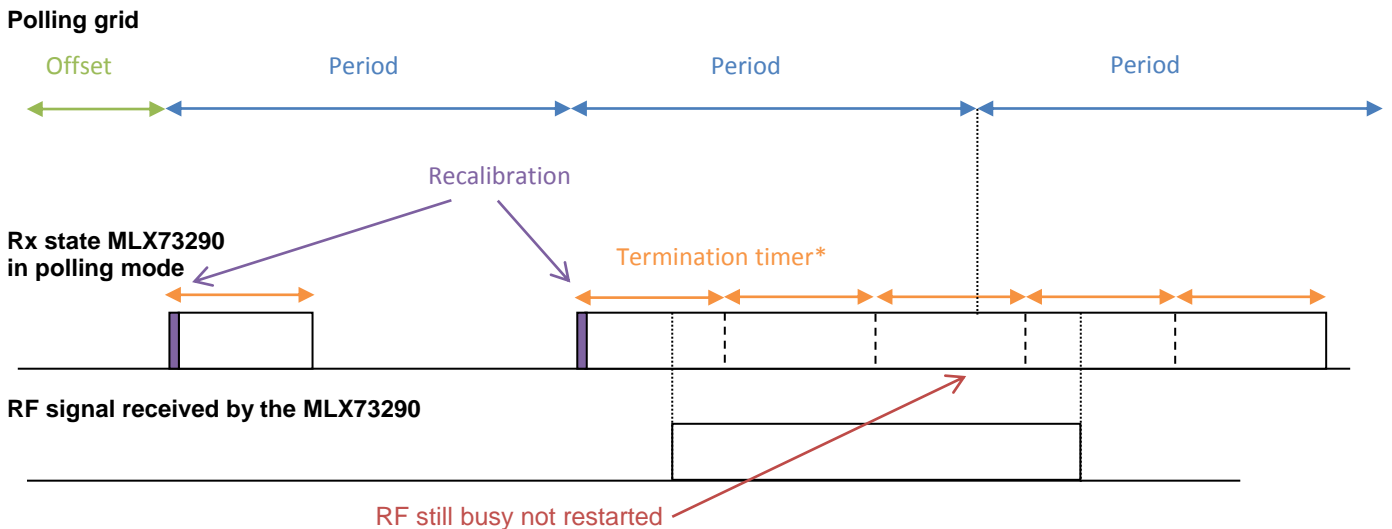 Polling grid
Offset
Period
Period
Period
Recalibration
Rx state MLX73290
in polling mode
Termination timer*
RF signal received by the MLX73290
RF still busy not restarted